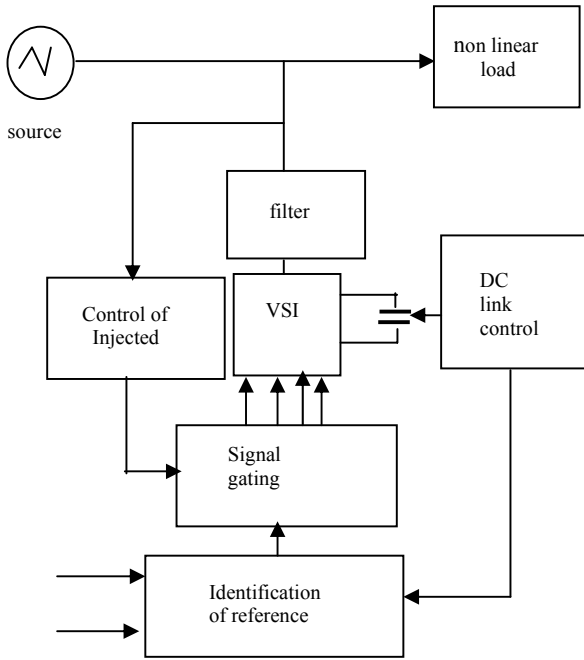 non linear
load
source
filter
Control of
Injected
VSI
DC
link
control
Signal
gating
Identification
of reference